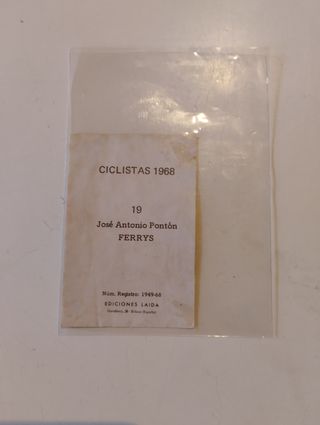 CICLISTAS 1968
19
José Antonio Pontón
FERRYS
Núm. Registro: 1949-68
EDICIONES LAIDA